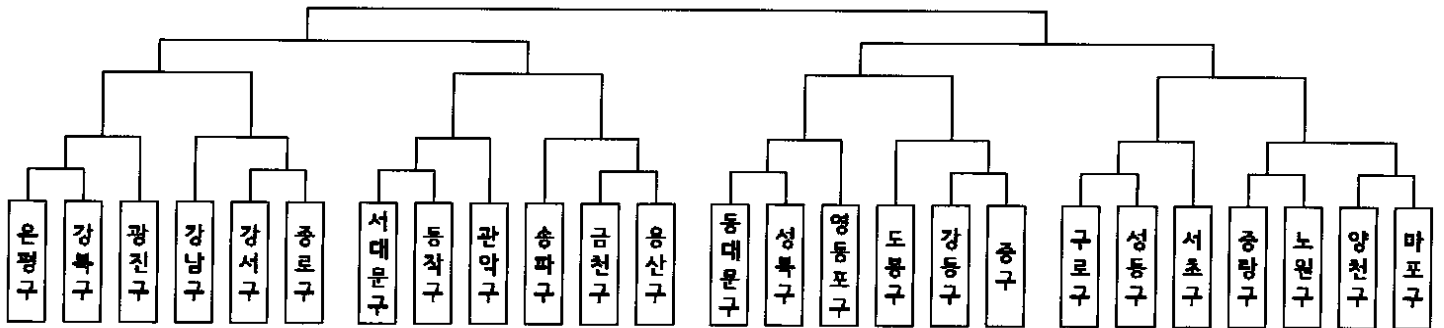 은평구
강북구
광진구
강남구
강서구
종로구
서대문구
동작구
관악구
송파구
금천구
용산구
동대문구
성북구
영등포구
도봉구
강동구
중구
구로구
성동구
서초구
중랑구
노원구
양천구
마포구